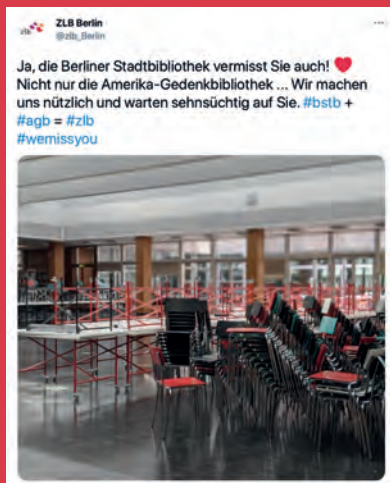 ZLB Berlin
@zlb_Berlin
Ja, die Berliner Stadtbibliothek vermisst Sie auch! ❤️
Nicht nur die Amerika-Gedenkbibliothek ... Wir machen
uns nützlich und warten sehnsüchtig auf Sie. #bstb +
#agb = #zlb
#wemissyou